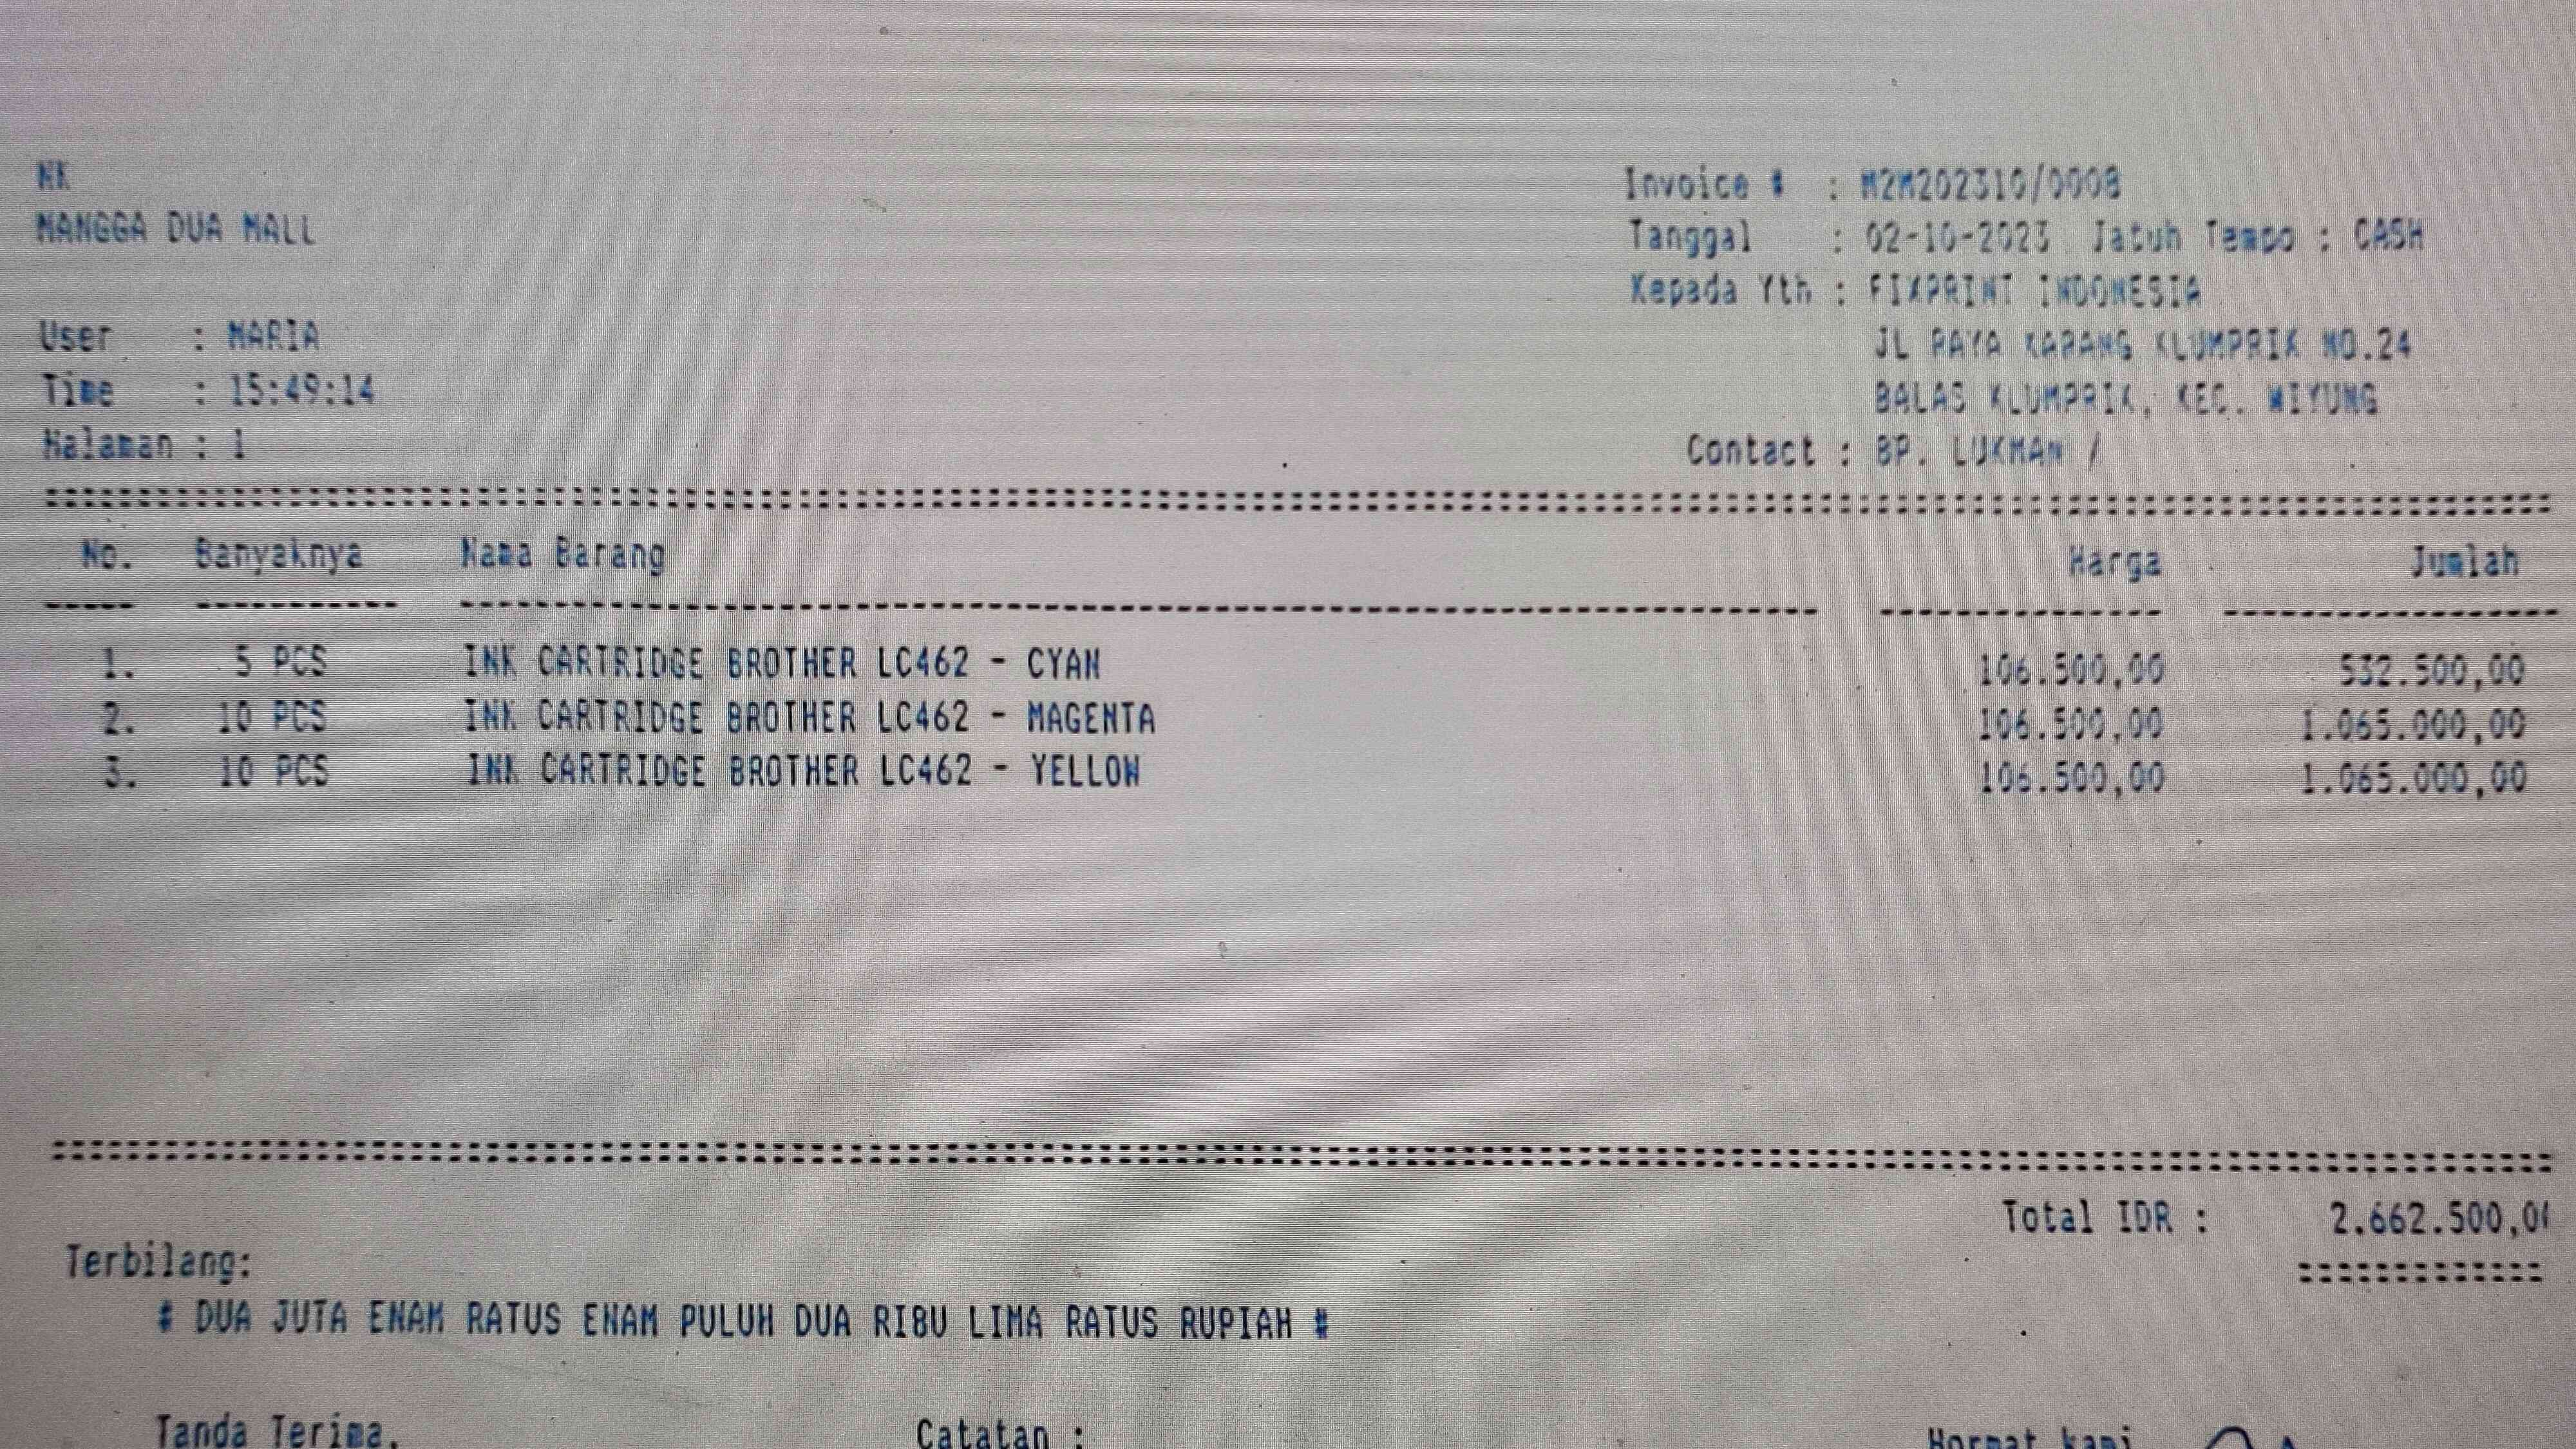 NK
MANGGA DUA MALL
Invoice # : M2M202310/0008
Tanggal : 02-10-2023 Jatuh Tempo : CASH
Kepada Yth : FIXPRINT INDONESIA
JL RAYA KARANG KLUMPRIK NO.24
BALAS KLUMPRIK, KEC. WIYUNG
Contact : BP. LUKMAN /
User : MARIA
Time : 15:49:14
Halaman : 1
No. Banyaknya Nama Barang Harga Jumlah
1. 5 PCS INK CARTRIDGE BROTHER LC462 - CYAN 106.500,00 532.500,00
2. 10 PCS INK CARTRIDGE BROTHER LC462 - MAGENTA 106.500,00 1.065.000,00
3. 10 PCS INK CARTRIDGE BROTHER LC462 - YELLOW 106.500,00 1.065.000,00
Total IDR : 2.662.500,00
Terbilang:
# DUA JUTA ENAM RATUS ENAM PULUH DUA RIBU LIMA RATUS RUPIAH #
Tanda Terima, Catatan : Hormat kami